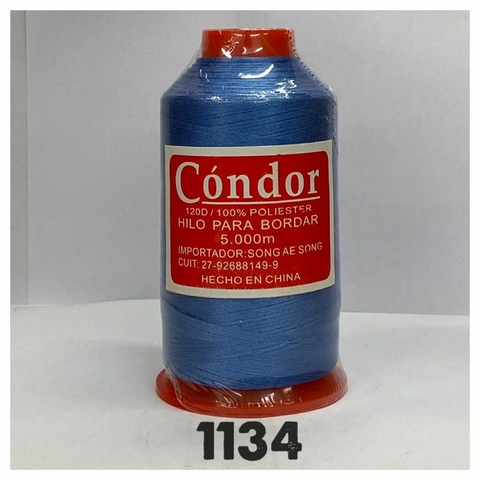 Cóndor
120D / 100% POLIESTER
HILO PARA BORDAR
5.000m
IMPORTADOR:SONG AE SONG
CUIT: 27-92688149-9
HECHO EN CHINA
1134